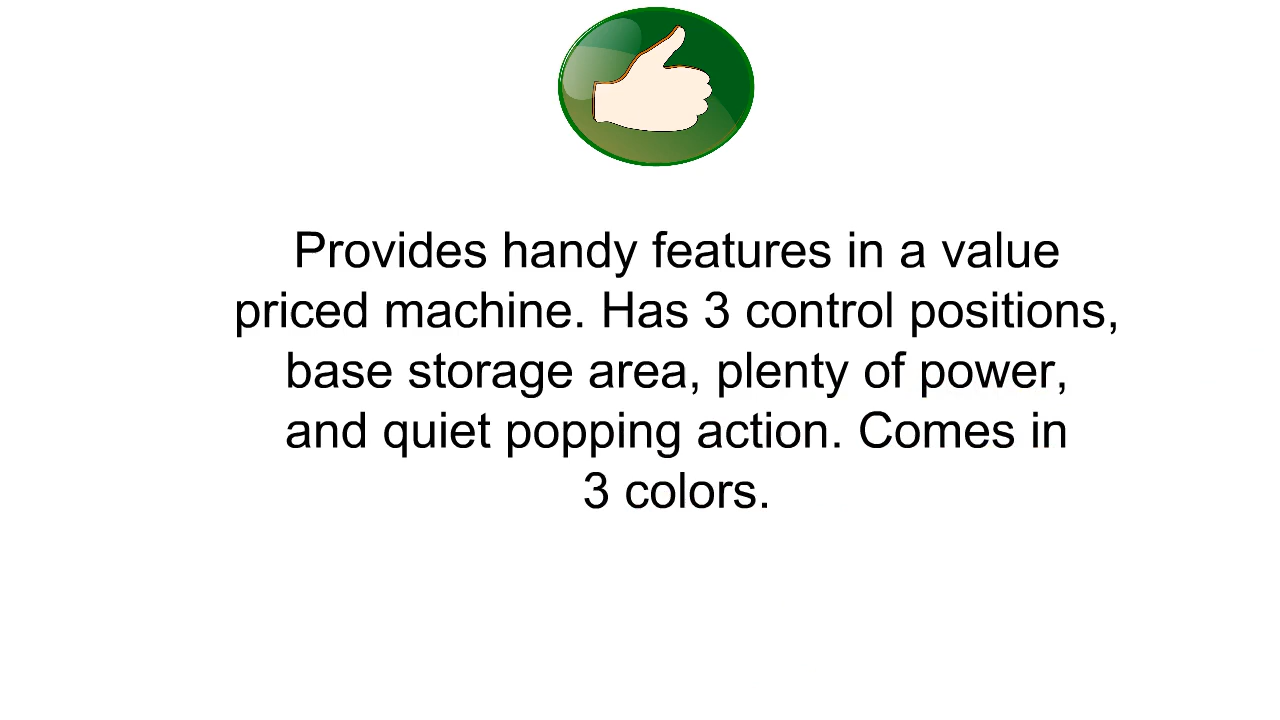 Provides handy features in a value
priced machine. Has 3 control positions,
base storage area, plenty of power,
and quiet popping action. Comes in
3 colors.